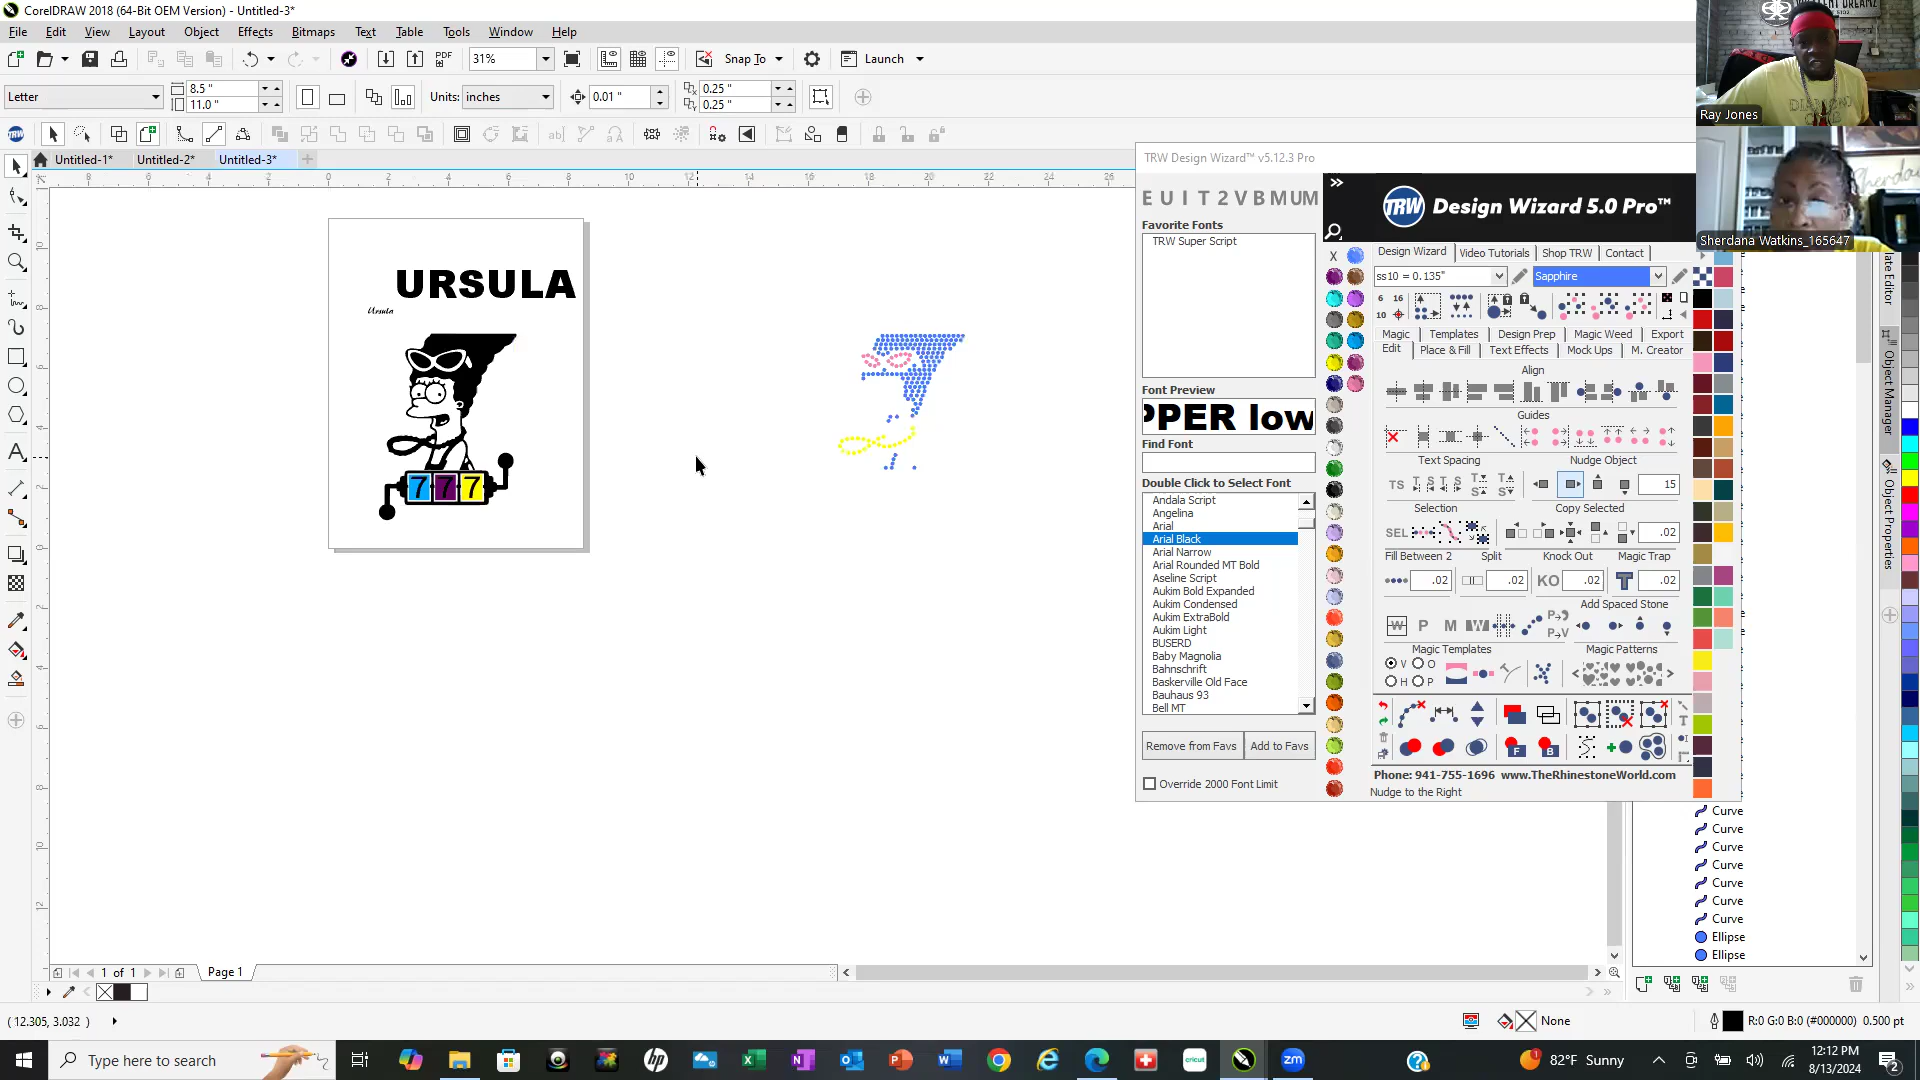 CorelDRAW 2018 (64-Bit OEM Version) - Untitled-3*
File Edit View Layout Object Effects Bitmaps Text Table Tools Window Help
PDF 31% Snap To Launch
Letter 8.5 " 11.0 " Units: inches 0.01 " 0.25 " 0.25 "
Untitled-1* Untitled-2* Untitled-3*
URSULA
Ursula
7 7 7
TRW Design Wizard™ v5.12.3 Pro
E U I T 2 V B M UM
TRW Design Wizard 5.0 Pro™
Favorite Fonts
TRW Super Script
Font Preview
PPER low
Find Font
Double Click to Select Font
Andala Script
Angelina
Arial
Arial Black
Arial Narrow
Arial Rounded MT Bold
Aseline Script
Aukim Bold Expanded
Aukim Condensed
Aukim ExtraBold
Aukim Light
BUSERD
Baby Magnolia
Bahnschrift
Baskerville Old Face
Bauhaus 93
Bell MT
Remove from Favs Add to Favs
Override 2000 Font Limit
Design Wizard Video Tutorials Shop TRW Contact
ss10 = 0.135" Sapphire
6 16
10
Magic Templates Design Prep Magic Weed Export
Edit Place & Fill Text Effects Mock Ups M. Creator
Align
Guides
Text Spacing Nudge Object
TS 15
Selection Copy Selected
SEL .02
Fill Between 2 Split Knock Out Magic Trap
.02 .02 KO .02 .02
Add Spaced Stone
W P M W
Magic Templates Magic Patterns
V O
H P
Phone: 941-755-1696 www.TheRhinestoneWorld.com
Nudge to the Right
Ray Jones
Sherdana Watkins_165647
Object Manager
Object Properties
Curve
Curve
Curve
Curve
Curve
Curve
Curve
Ellipse
Ellipse
1 of 1 Page 1
( 12.305, 3.032 ) None R:0 G:0 B:0 (#000000) 0.500 pt
Type here to search
82°F Sunny
12:12 PM
8/13/2024